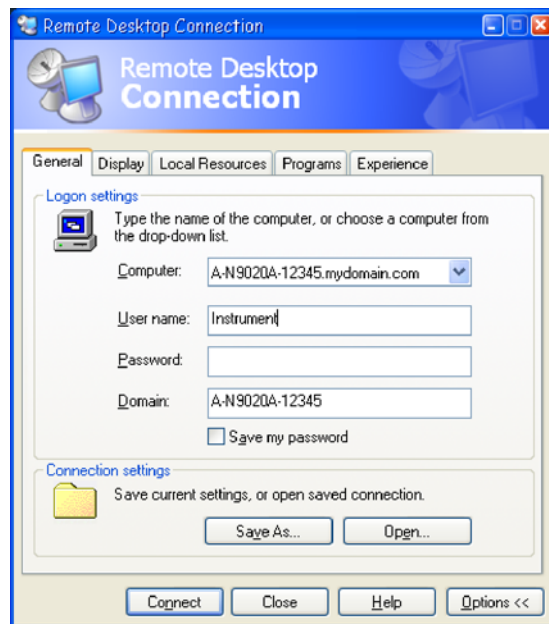 Remote Desktop Connection
Remote Desktop
Connection
General Display Local Resources Programs Experience
Logon settings
Type the name of the computer, or choose a computer from
the drop-down list.
Computer: A-N9020A-12345.mydomain.com
User name: Instrument
Password:
Domain: A-N9020A-12345
Save my password
Connection settings
Save current settings, or open saved connection.
Save As... Open...
Connect Close Help Options <<